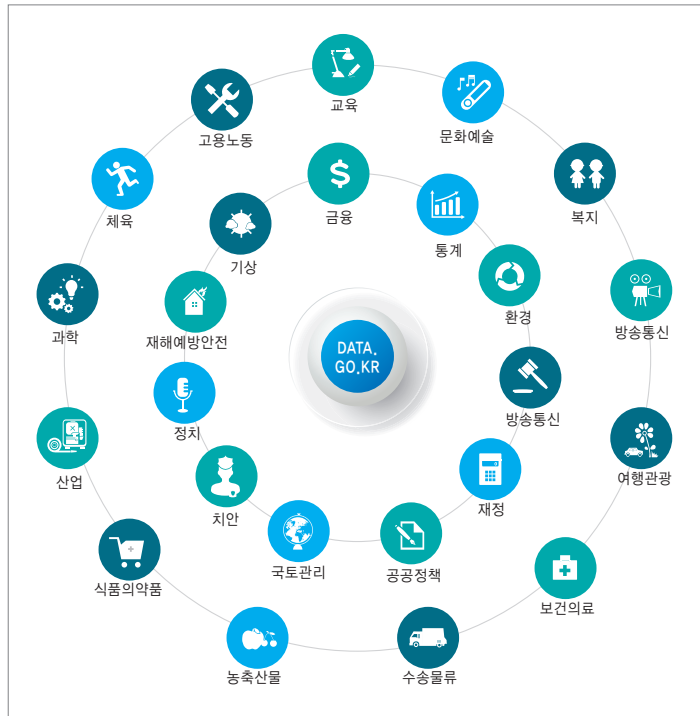 교육
고용노동
문화예술
체육
금융
복지
기상
통계
과학
재해예방안전
환경
방송통신
DATA.
GO.KR
정치
방송통신
산업
치안
재정
여행관광
식품의약품
국토관리
공공정책
보건의료
농축산물
수송물류